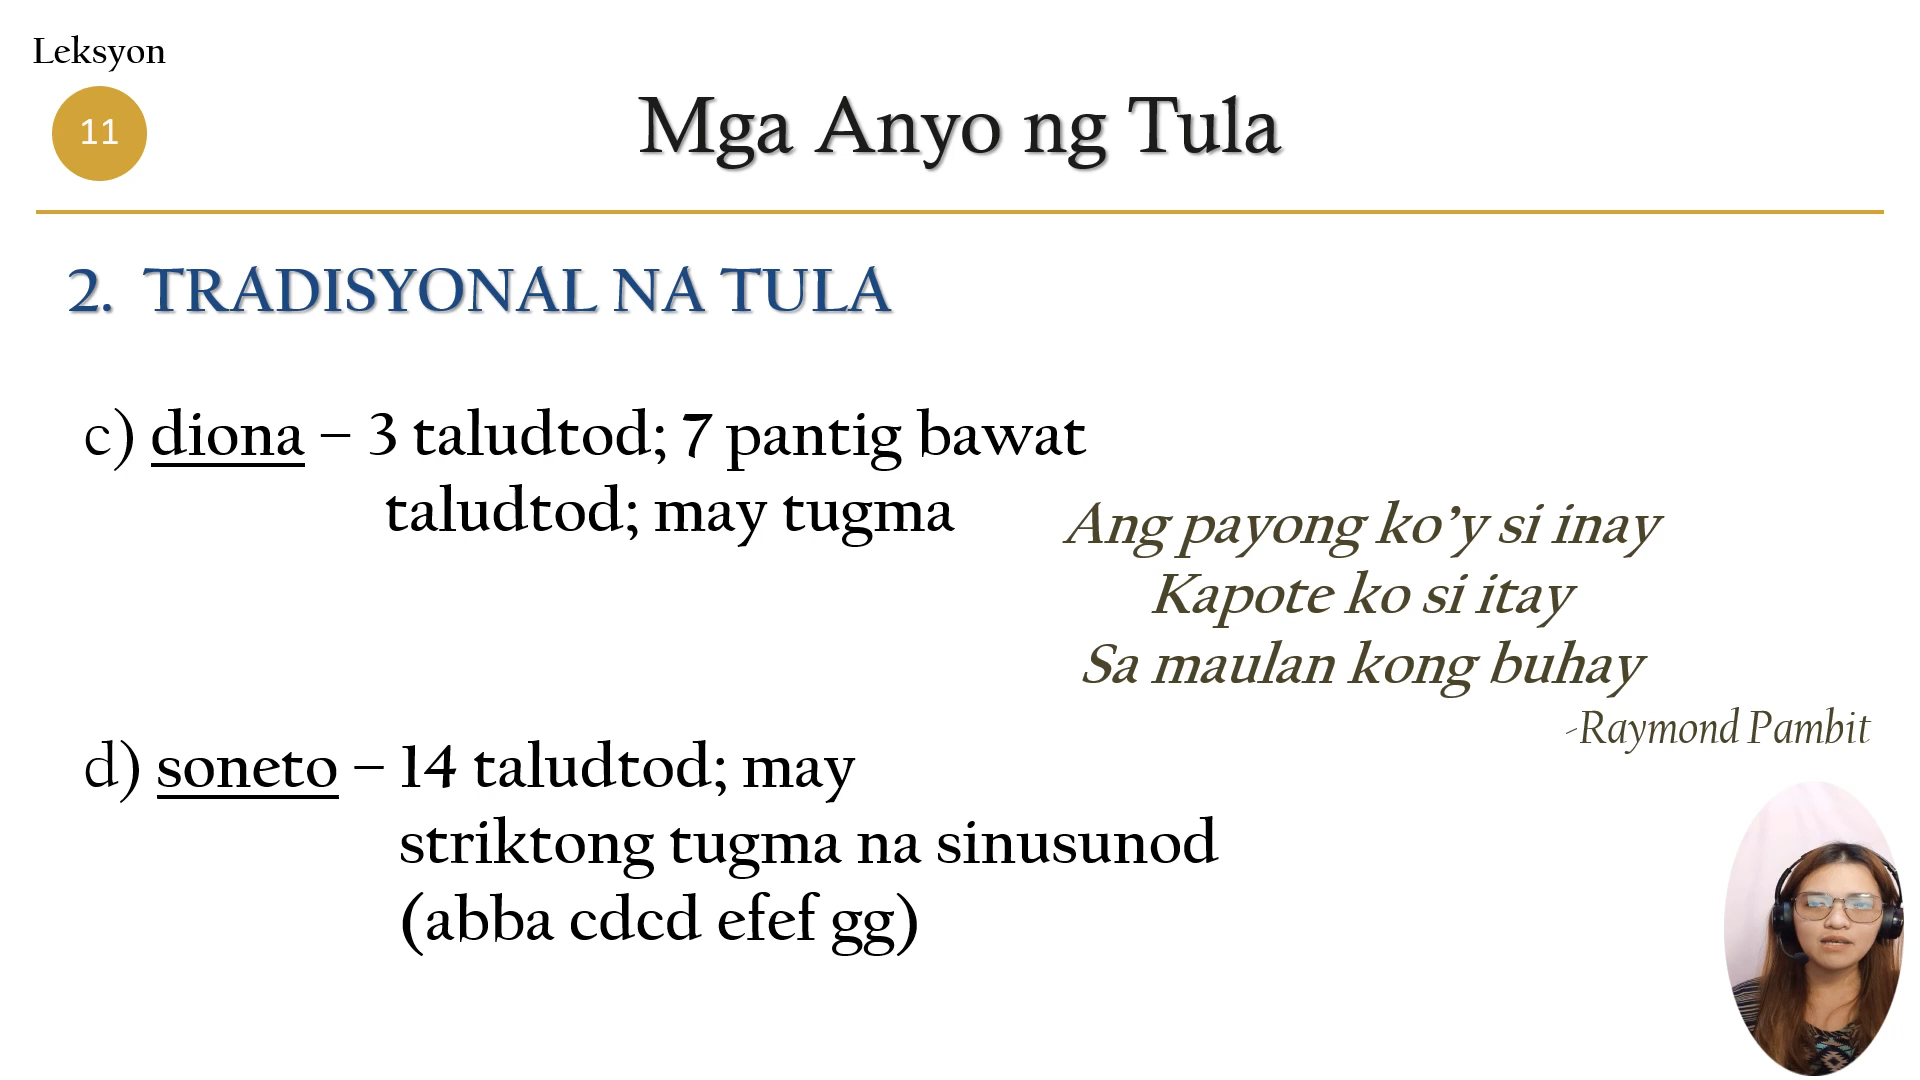 Leksyon
11
Mga Anyo ng Tula
2. TRADISYONAL NA TULA
c) diona – 3 taludtod; 7 pantig bawat
taludtod; may tugma
Ang payong ko’y si inay
Kapote ko si itay
Sa maulan kong buhay
-Raymond Pambit
d) soneto – 14 taludtod; may
striktong tugma na sinusunod
(abba cdcd efef gg)